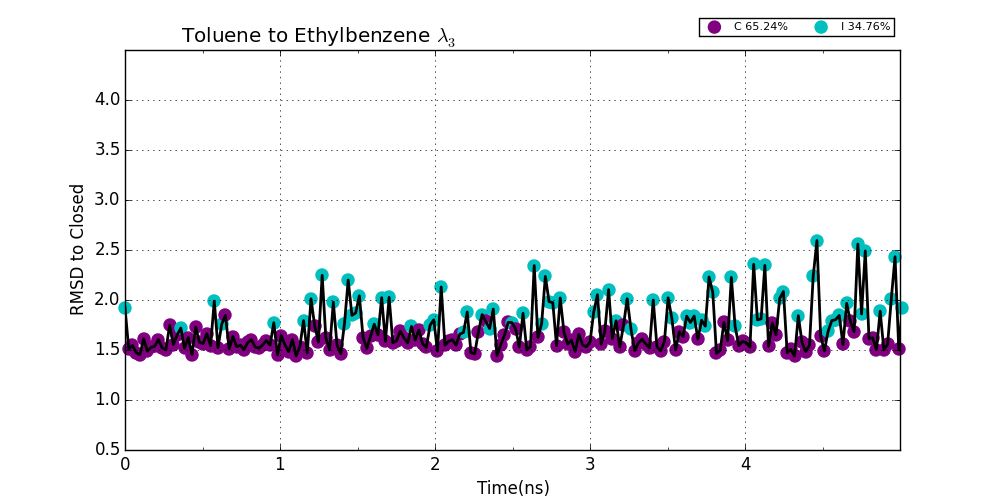 Toluene to Ethylbenzene λ₃
C 65.24% I 34.76%
RMSD to Closed
4.0
3.5
3.0
2.5
2.0
1.5
1.0
0.5
0 1 2 3 4
Time(ns)